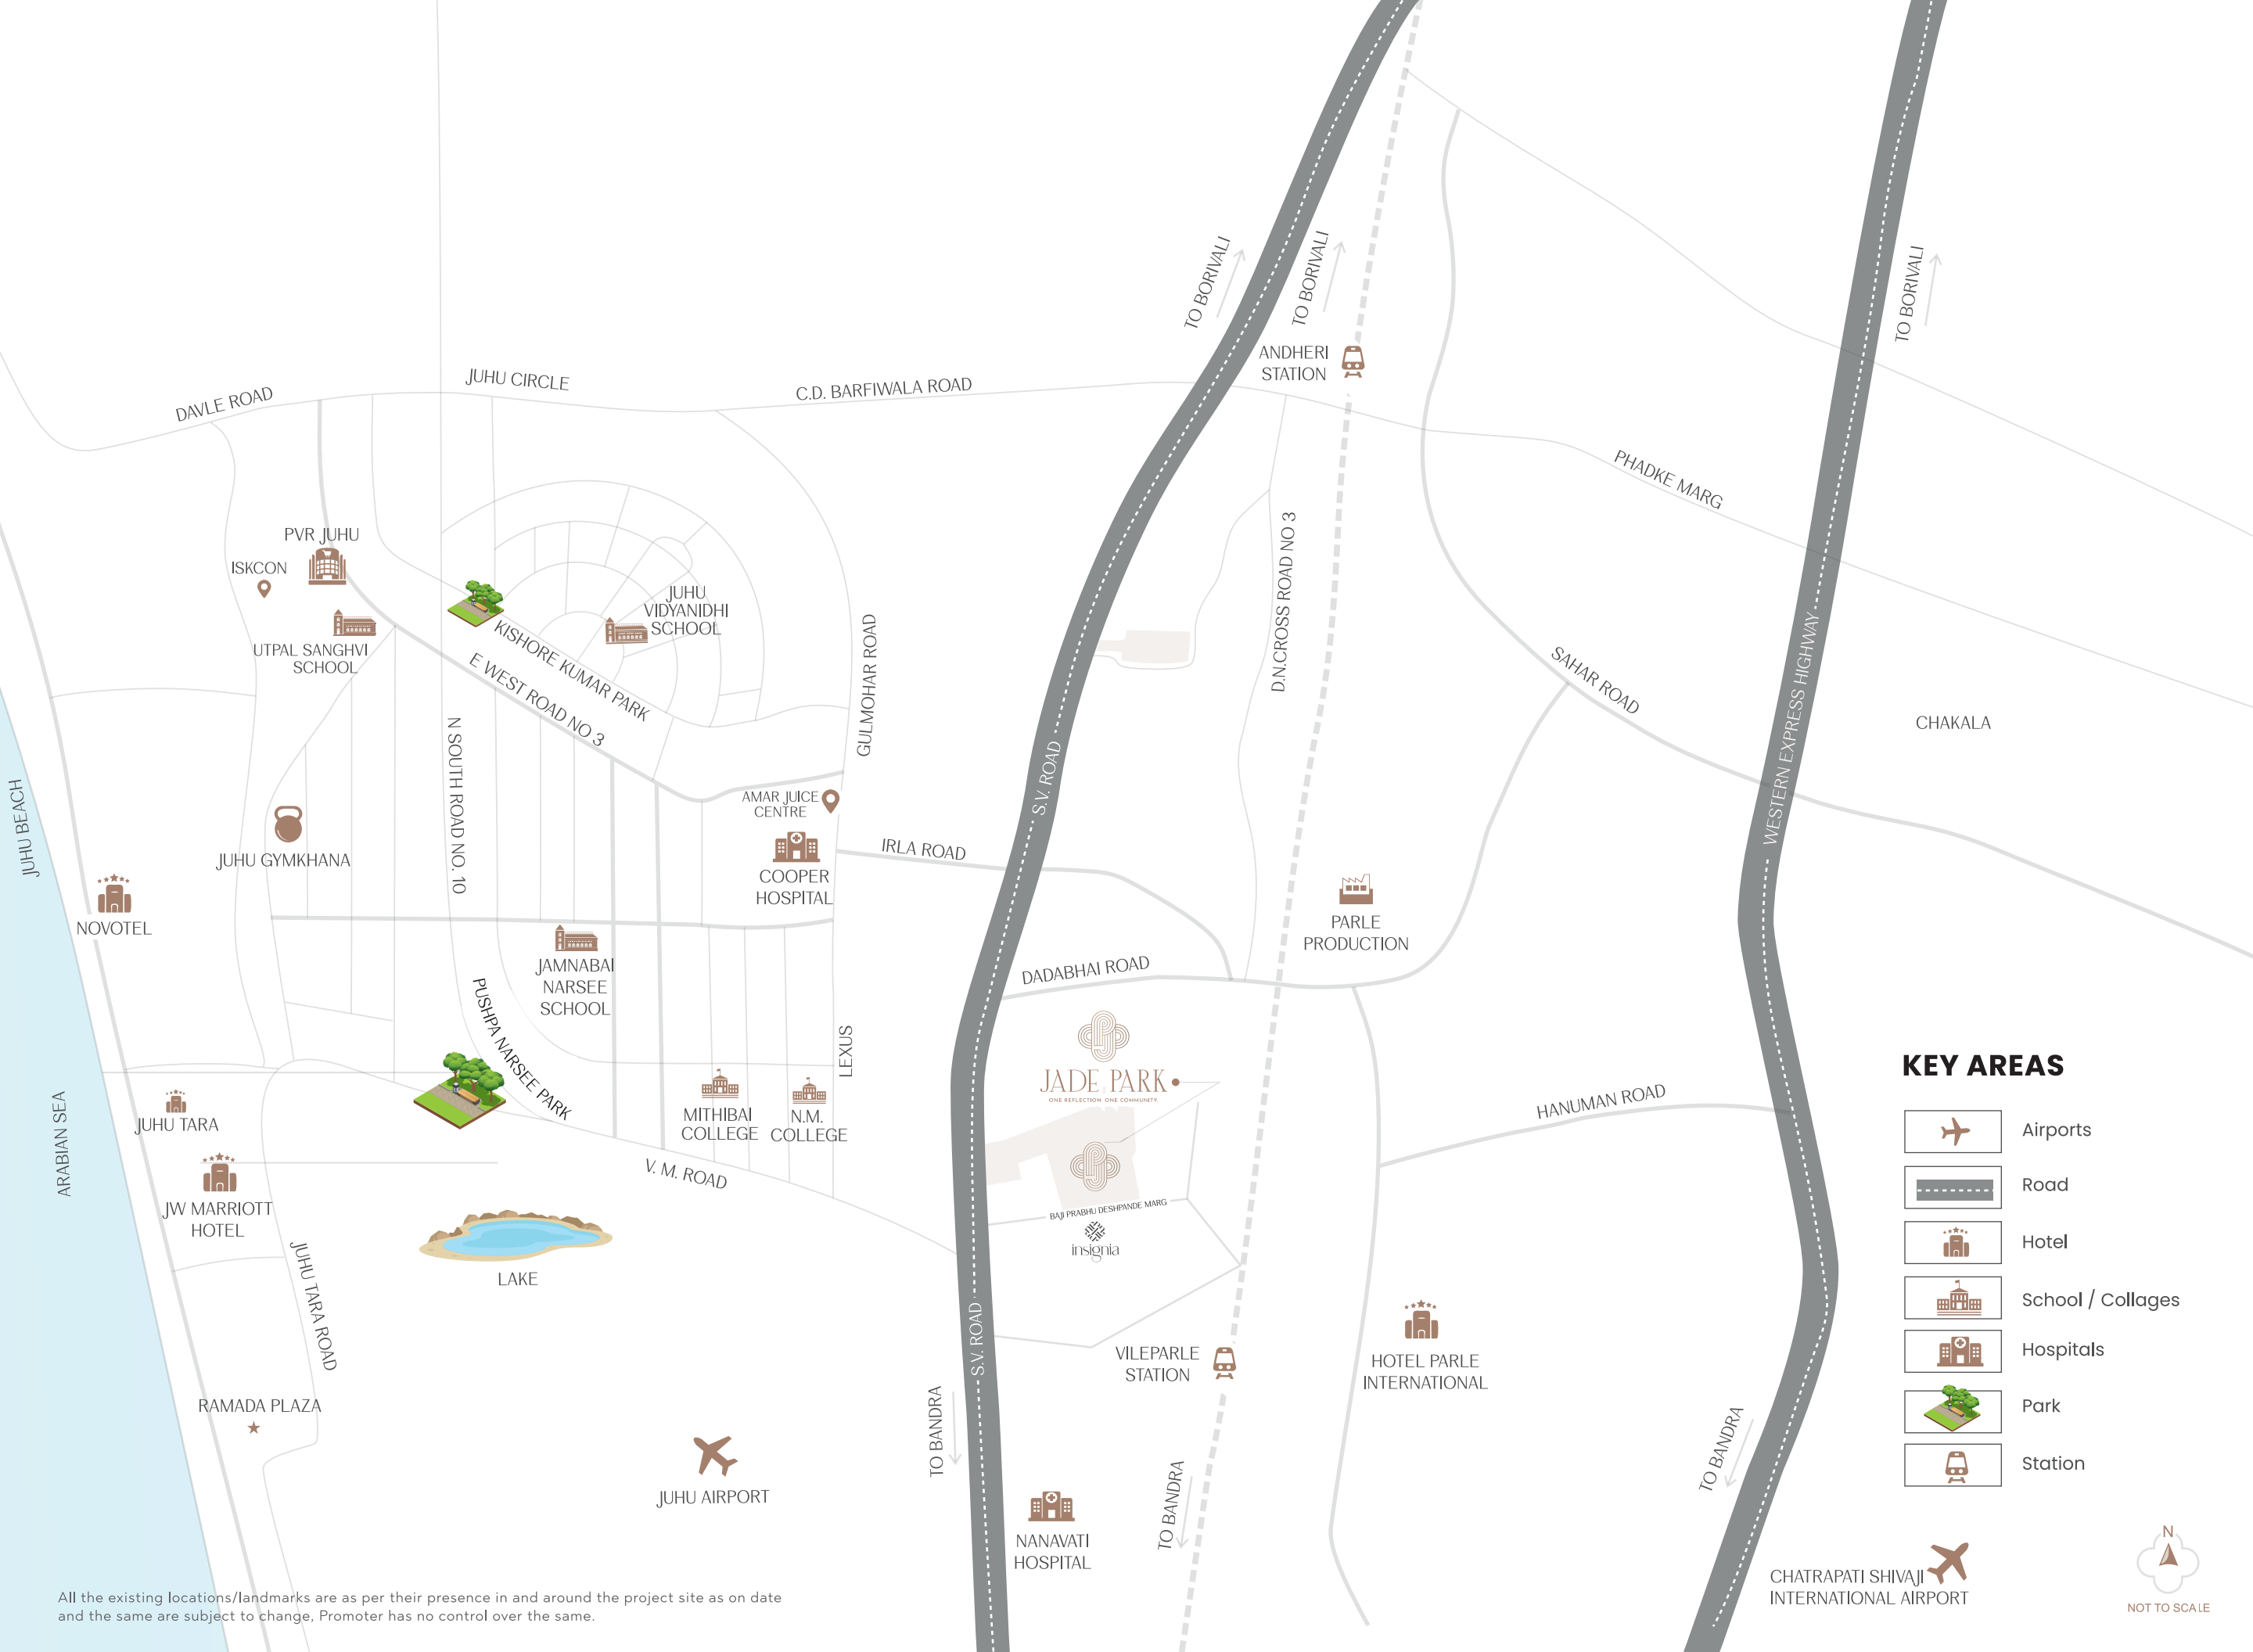 TO BORIVALI
TO BORIVALI
TO BORIVALI
ANDHERI
STATION
DAVLE ROAD
JUHU CIRCLE
C.D. BARFIWALA ROAD
PHADKE MARG
PVR JUHU
ISKCON
UTPAL SANGHVI
SCHOOL
JUHU
VIDYANIDHI
SCHOOL
KISHORE KUMAR PARK
E WEST ROAD NO 3
GULMOHAR ROAD
D.N.CROSS ROAD NO 3
SAHAR ROAD
WESTERN EXPRESS HIGHWAY
CHAKALA
N SOUTH ROAD NO. 10
S.V. ROAD
AMAR JUICE
CENTRE
JUHU BEACH
JUHU GYMKHANA
COOPER
HOSPITAL
IRLA ROAD
NOVOTEL
PARLE
PRODUCTION
JAMNABAI
NARSEE
SCHOOL
DADABHAI ROAD
PUSHPA NARSEE PARK
LEXUS
JADE PARK
ONE REFLECTION. ONE COMMUNITY.
KEY AREAS
Airports
Road
Hotel
School / Collages
Hospitals
Park
Station
ARABIAN SEA
JUHU TARA
MITHIBAI
COLLEGE
N.M.
COLLEGE
HANUMAN ROAD
V. M. ROAD
JW MARRIOTT
HOTEL
BAJI PRABHU DESHPANDE MARG
insignia
LAKE
JUHU TARA ROAD
S.V. ROAD
VILEPARLE
STATION
HOTEL PARLE
INTERNATIONAL
RAMADA PLAZA
TO BANDRA
TO BANDRA
TO BANDRA
JUHU AIRPORT
NANAVATI
HOSPITAL
CHATRAPATI SHIVAJI
INTERNATIONAL AIRPORT
N
NOT TO SCALE
All the existing locations/landmarks are as per their presence in and around the project site as on date
and the same are subject to change, Promoter has no control over the same.